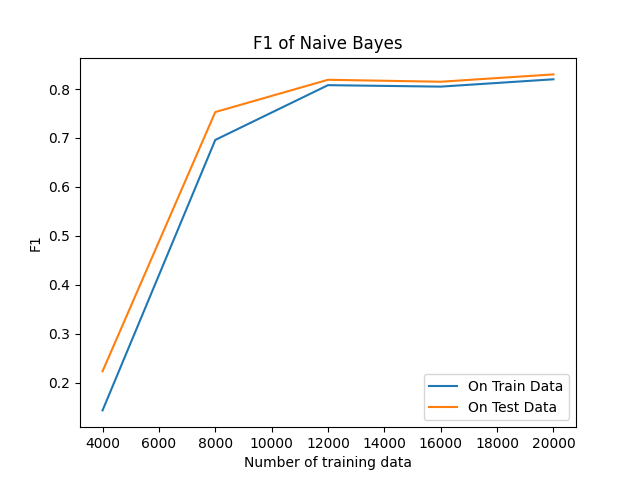 F1 of Naive Bayes
F1
0.8
0.7
0.6
0.5
0.4
0.3
0.2
4000 6000 8000 10000 12000 14000 16000 18000 20000
Number of training data
On Train Data
On Test Data